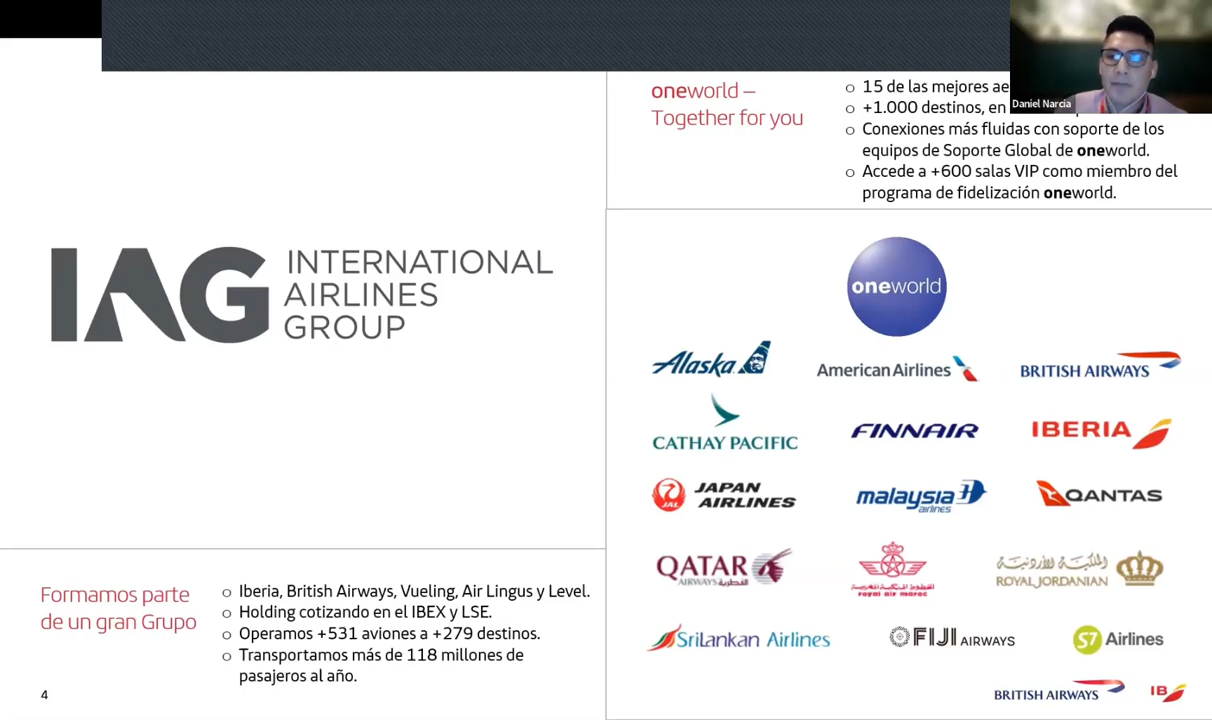 oneworld –
Together for you
15 de las mejores
+1.000 destinos, en
Conexiones más fluidas con soporte de los
equipos de Soporte Global de oneworld.
Accede a +600 salas VIP como miembro del
programa de fidelización oneworld.
Daniel Narcia
IAG INTERNATIONAL
AIRLINES
GROUP
oneworld
Alaska
American Airlines
BRITISH AIRWAYS
CATHAY PACIFIC
FINNAIR
IBERIA
JAL
JAPAN
AIRLINES
malaysia
airlines
QANTAS
QATAR
AIRWAYS القطرية
الخطوط الملكية المغربية
royal air maroc
الملكية الأردنية
ROYAL JORDANIAN
SriLankan Airlines
FIJI AIRWAYS
S7 Airlines
BRITISH AIRWAYS
IB
Formamos parte
de un gran Grupo
Iberia, British Airways, Vueling, Air Lingus y Level.
Holding cotizando en el IBEX y LSE.
Operamos +531 aviones a +279 destinos.
Transportamos más de 118 millones de
pasajeros al año.
4